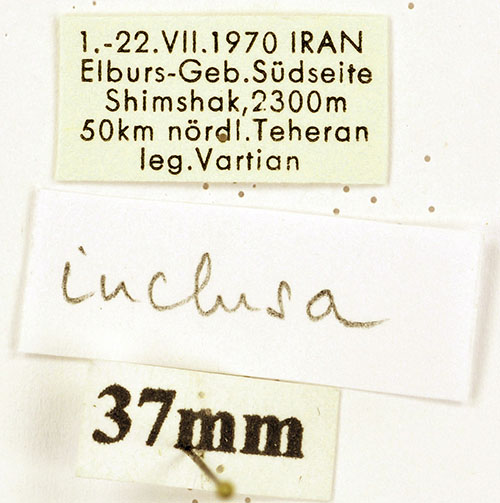 1.-22.VII.1970 IRAN
Elburs-Geb.Südseite
Shimshak,2300m
50km nördl.Teheran
leg.Vartian
inclusa
37mm